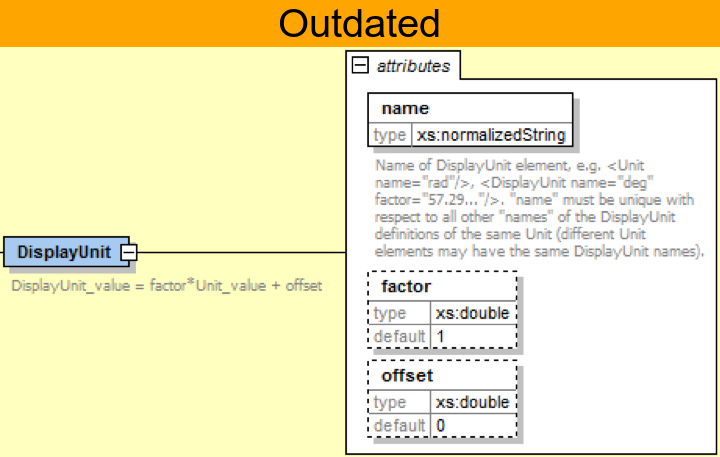 Outdated
attributes
name
type xs:normalizedString
Name of DisplayUnit element, e.g. <Unit
name="rad"/>, <DisplayUnit name="deg"
factor="57.29..."/>. "name" must be unique with
respect to all other "names" of the DisplayUnit
definitions of the same Unit (different Unit
elements may have the same DisplayUnit names).
DisplayUnit
DisplayUnit_value = factor*Unit_value + offset
factor
type xs:double
default 1
offset
type xs:double
default 0